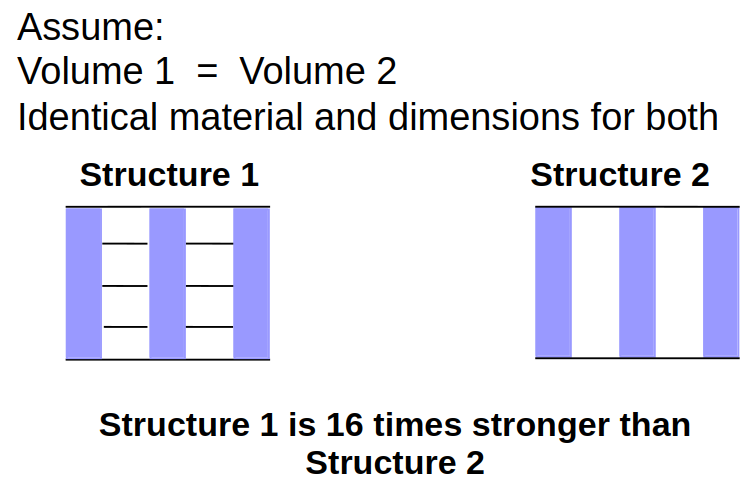 Assume:
Volume 1 = Volume 2
Identical material and dimensions for both
Structure 1
Structure 2
Structure 1 is 16 times stronger than
Structure 2